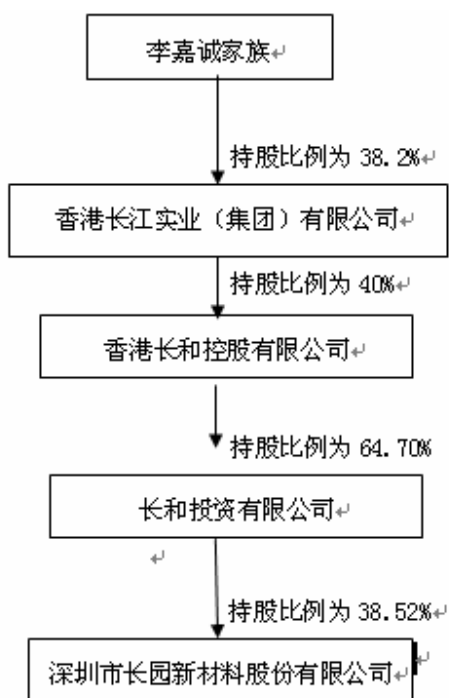 李嘉诚家族
持股比例为 38.2%
香港长江实业（集团）有限公司
持股比例为 40%
香港长和控股有限公司
持股比例为 64.70%
长和投资有限公司
持股比例为 38.52%
深圳市长园新材料股份有限公司